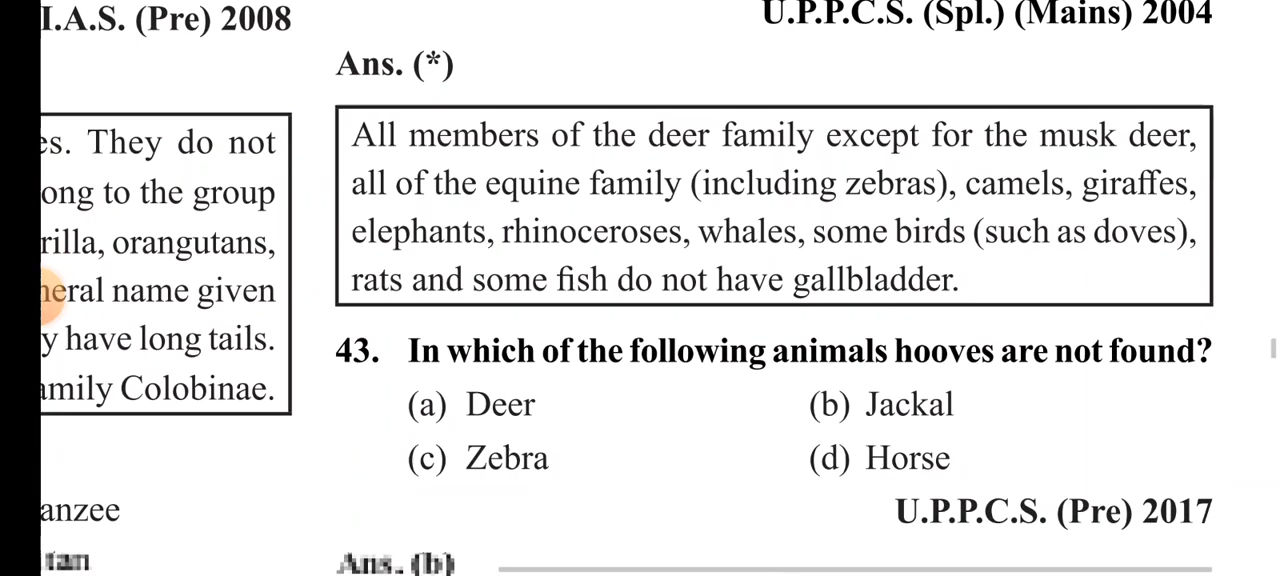 I.A.S. (Pre) 2008
es. They do not
ong to the group
rilla, orangutans,
neral name given
y have long tails.
amily Colobinae.
anzee
tan
U.P.P.C.S. (Spl.) (Mains) 2004
Ans. (*)
All members of the deer family except for the musk deer,
all of the equine family (including zebras), camels, giraffes,
elephants, rhinoceroses, whales, some birds (such as doves),
rats and some fish do not have gallbladder.
43. In which of the following animals hooves are not found?
(a) Deer (b) Jackal
(c) Zebra (d) Horse
U.P.P.C.S. (Pre) 2017
Ans. (b)